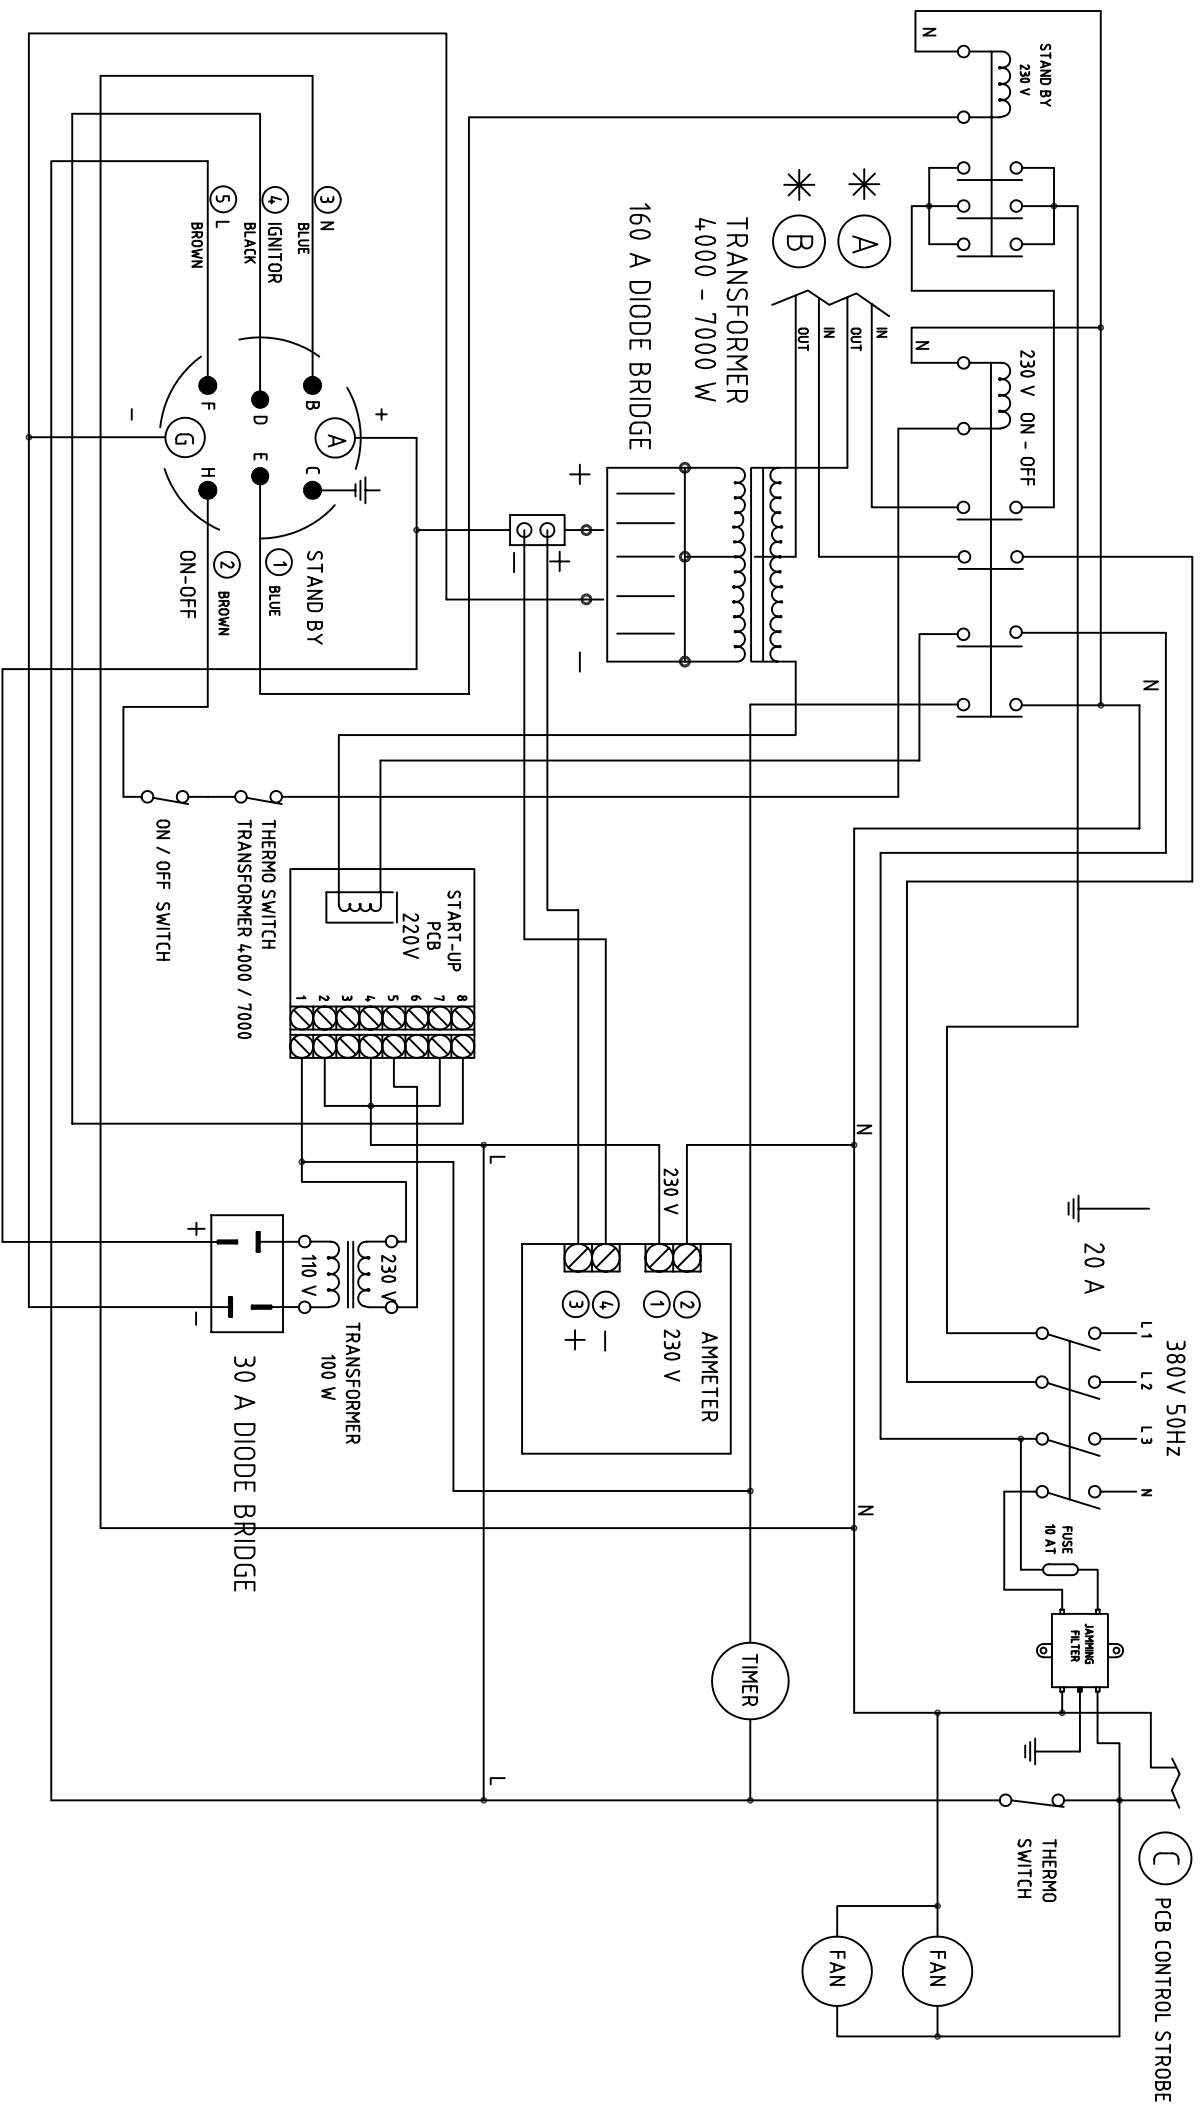 N
STAND BY
230 V
A
B
IN
OUT
IN
OUT
TRANSFORMER
4000 - 7000 W
160 A DIODE BRIDGE
N
230 V ON - OFF
3 N
BLUE
4 IGNITOR
BLACK
5 L
BROWN
+
-
A
B
C
D
E
F
G
H
STAND BY
1
BLUE
2
BROWN
ON-OFF
+
-
+
-
N
THERMO SWITCH
TRANSFORMER 4000 / 7000
ON / OFF SWITCH
START-UP
PCB
220V
1 2 3 4 5 6 7 8
N
L
230 V
AMMETER
230 V
2
1
4 -
3 +
230 V
110 V
TRANSFORMER
100 W
+
-
30 A DIODE BRIDGE
20 A
380V 50Hz
L1
L2
L3
N
FUSE
10 AT
JAMMING
FILTER
N
TIMER
L
THERMO
SWITCH
C PCB CONTROL STROBE
FAN
FAN